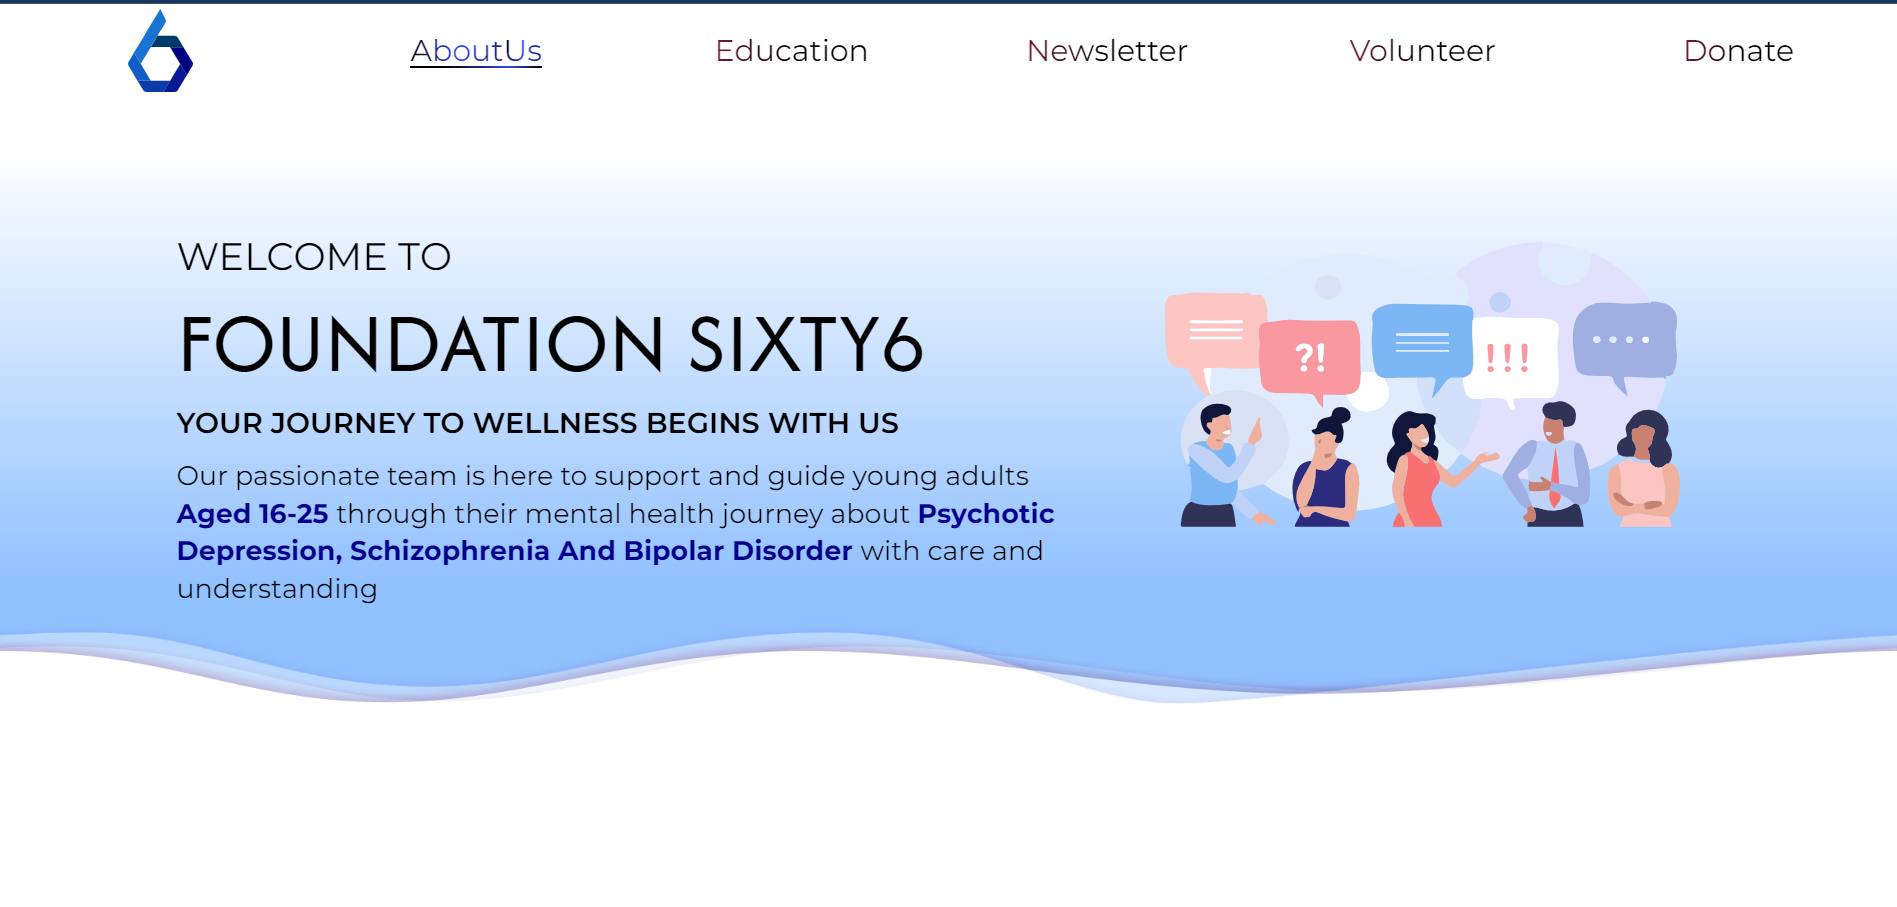 AboutUs Education Newsletter Volunteer Donate
WELCOME TO
FOUNDATION SIXTY6
YOUR JOURNEY TO WELLNESS BEGINS WITH US
Our passionate team is here to support and guide young adults
Aged 16-25 through their mental health journey about Psychotic
Depression, Schizophrenia And Bipolar Disorder with care and
understanding
?!
!!!